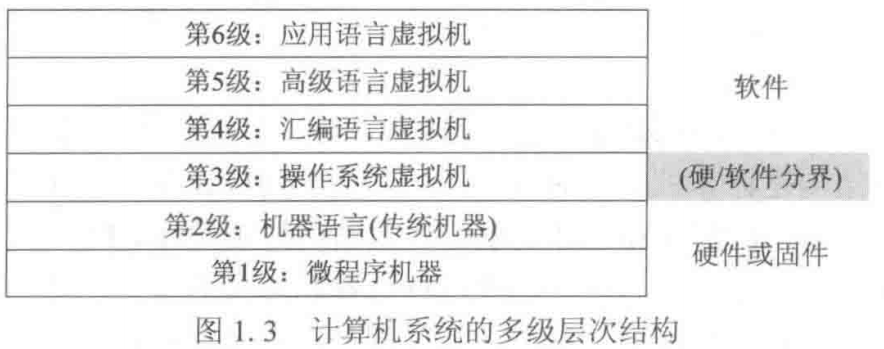 第6级：应用语言虚拟机
第5级：高级语言虚拟机
软件
第4级：汇编语言虚拟机
第3级：操作系统虚拟机
(硬/软件分界)
第2级：机器语言(传统机器)
硬件或固件
第1级：微程序机器
图 1.3 计算机系统的多级层次结构